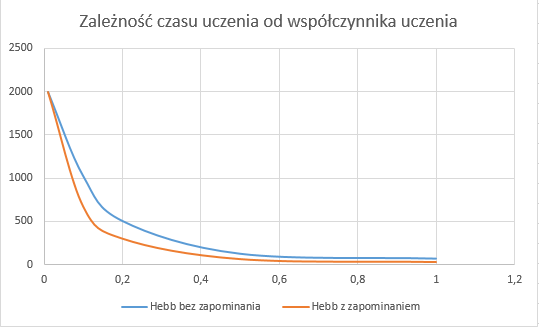 Zależność czasu uczenia od współczynnika uczenia
2500
2000
1500
1000
500
0
0 0,2 0,4 0,6 0,8 1 1,2
Hebb bez zapominania Hebb z zapominaniem